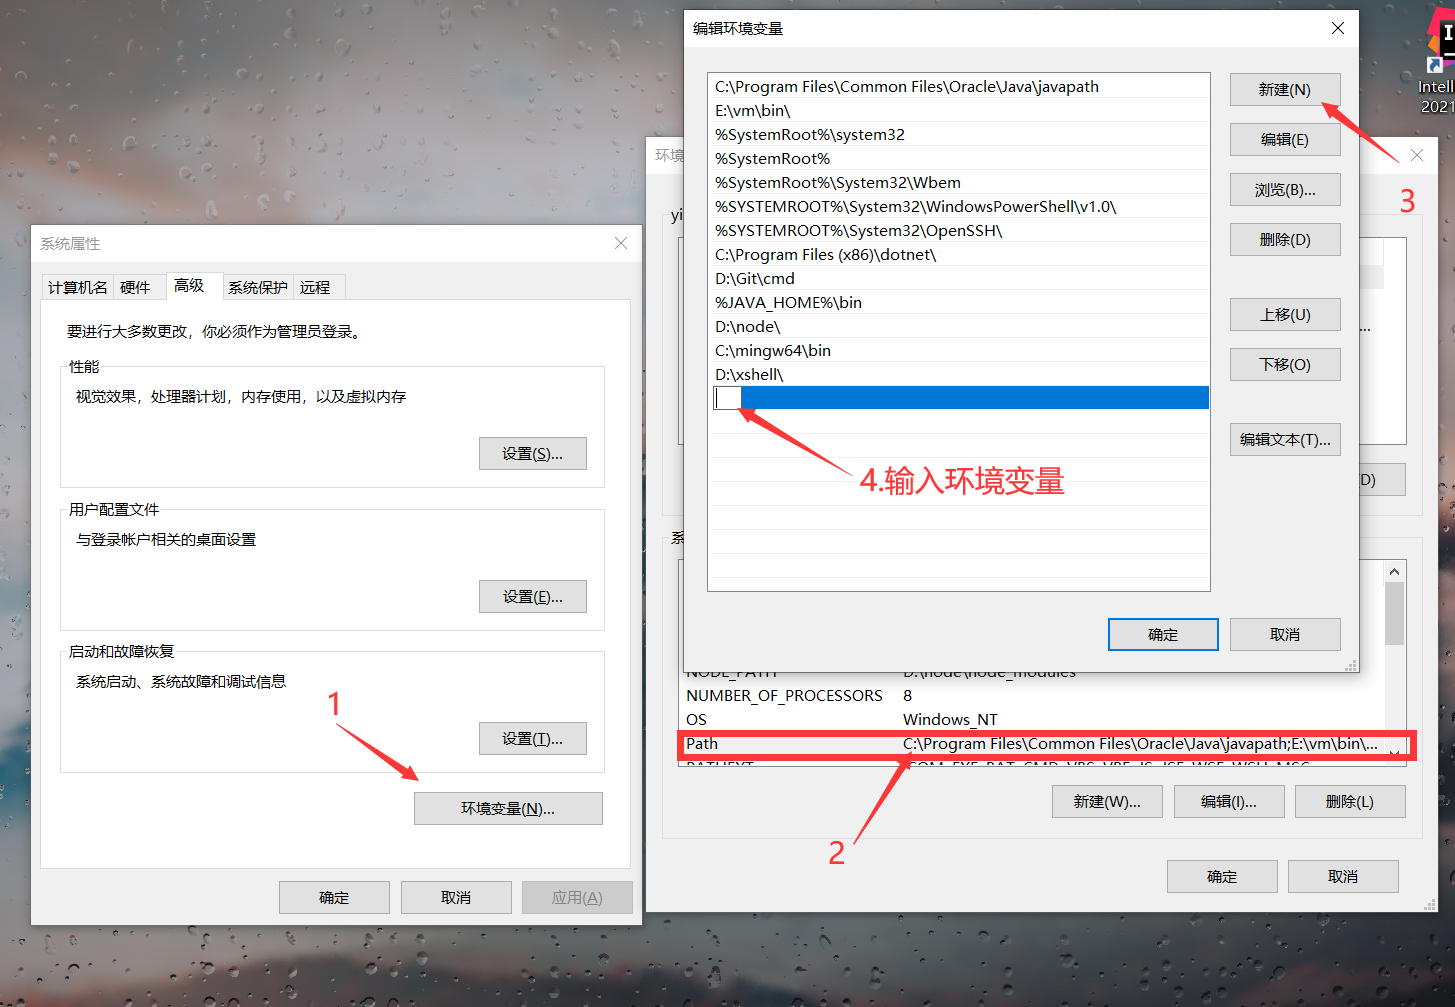 编辑环境变量
C:\Program Files\Common Files\Oracle\Java\javapath
E:\vm\bin\
%SystemRoot%\system32
%SystemRoot%
%SystemRoot%\System32\Wbem
%SYSTEMROOT%\System32\WindowsPowerShell\v1.0\
%SYSTEMROOT%\System32\OpenSSH\
C:\Program Files (x86)\dotnet\
D:\Git\cmd
%JAVA_HOME%\bin
D:\node\
C:\mingw64\bin
D:\xshell\
新建(N)
编辑(E)
浏览(B)...
删除(D)
上移(U)
下移(O)
编辑文本(T)...
确定
取消
3
4.输入环境变量
系统属性
计算机名 硬件 高级 系统保护 远程
要进行大多数更改，你必须作为管理员登录。
性能
视觉效果，处理器计划，内存使用，以及虚拟内存
设置(S)...
用户配置文件
与登录帐户相关的桌面设置
设置(E)...
启动和故障恢复
系统启动、系统故障和调试信息
设置(T)...
1
环境变量(N)...
确定 取消 应用(A)
环境
yi
D)
系
NODE_PATH D:\node\node_modules
NUMBER_OF_PROCESSORS 8
OS Windows_NT
Path C:\Program Files\Common Files\Oracle\Java\javapath;E:\vm\bin\...
PATHEXT .COM;.EXE;.BAT;.CMD;.VBS;.VBE;.JS;.JSE;.WSF;.WSH;.MSC
2
新建(W)... 编辑(I)... 删除(L)
确定 取消
Intell
2021